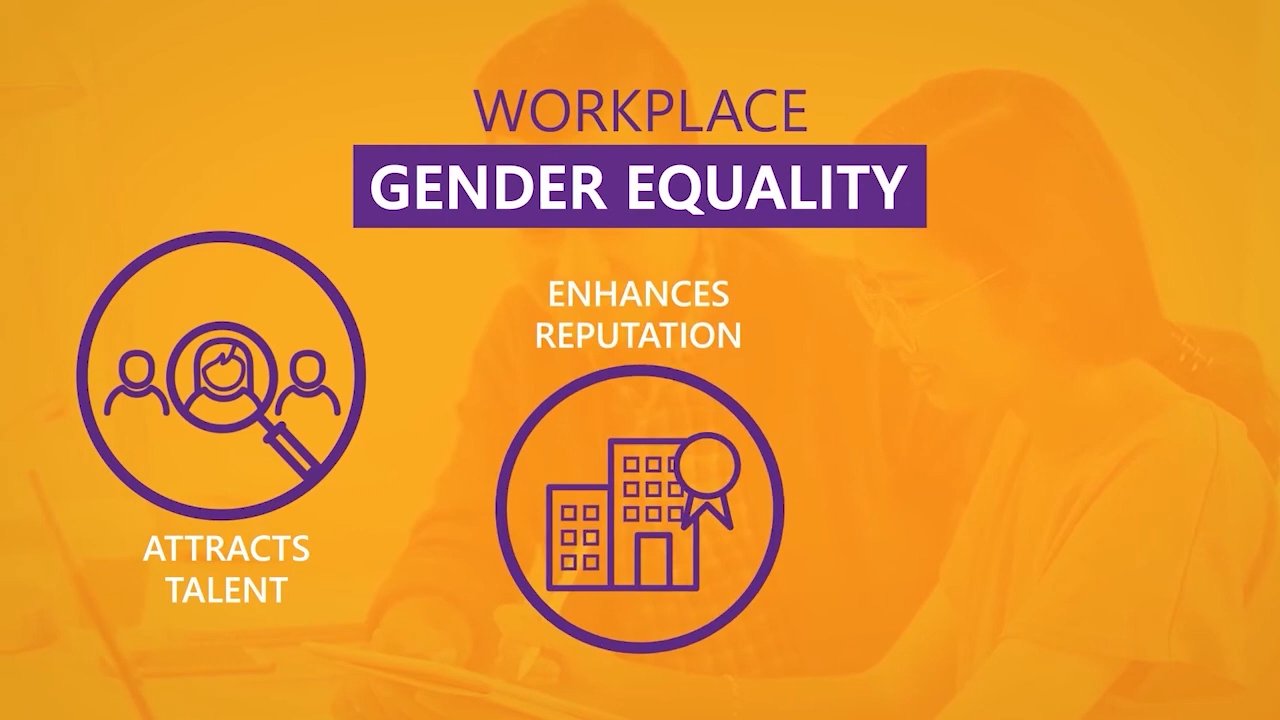 WORKPLACE
GENDER EQUALITY
ATTRACTS
TALENT
ENHANCES
REPUTATION